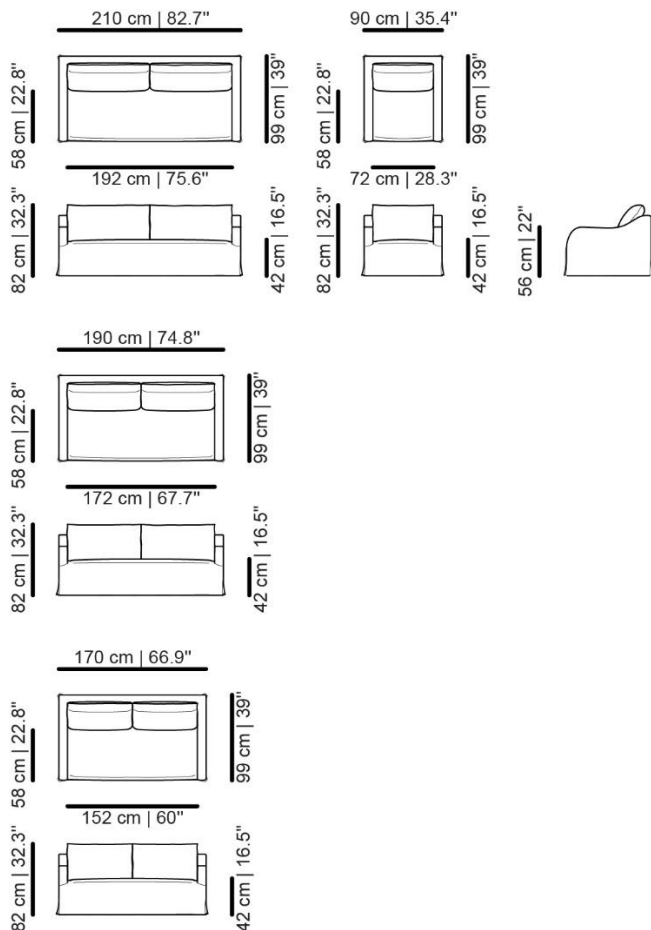 210 cm | 82.7"
58 cm | 22.8"
99 cm | 39"
192 cm | 75.6"
82 cm | 32.3"
42 cm | 16.5"
90 cm | 35.4"
58 cm | 22.8"
99 cm | 39"
72 cm | 28.3"
82 cm | 32.3"
42 cm | 16.5"
56 cm | 22"
190 cm | 74.8"
58 cm | 22.8"
99 cm | 39"
172 cm | 67.7"
82 cm | 32.3"
42 cm | 16.5"
170 cm | 66.9"
58 cm | 22.8"
99 cm | 39"
152 cm | 60"
82 cm | 32.3"
42 cm | 16.5"